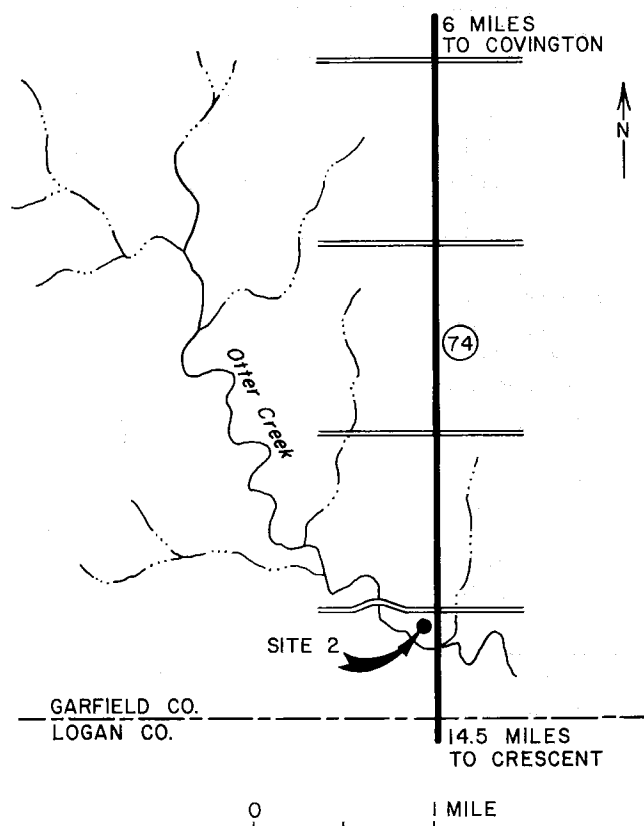 6 MILES
TO COVINGTON
N
74
Otter Creek
SITE 2
GARFIELD CO.
LOGAN CO.
14.5 MILES
TO CRESCENT
0 1 MILE